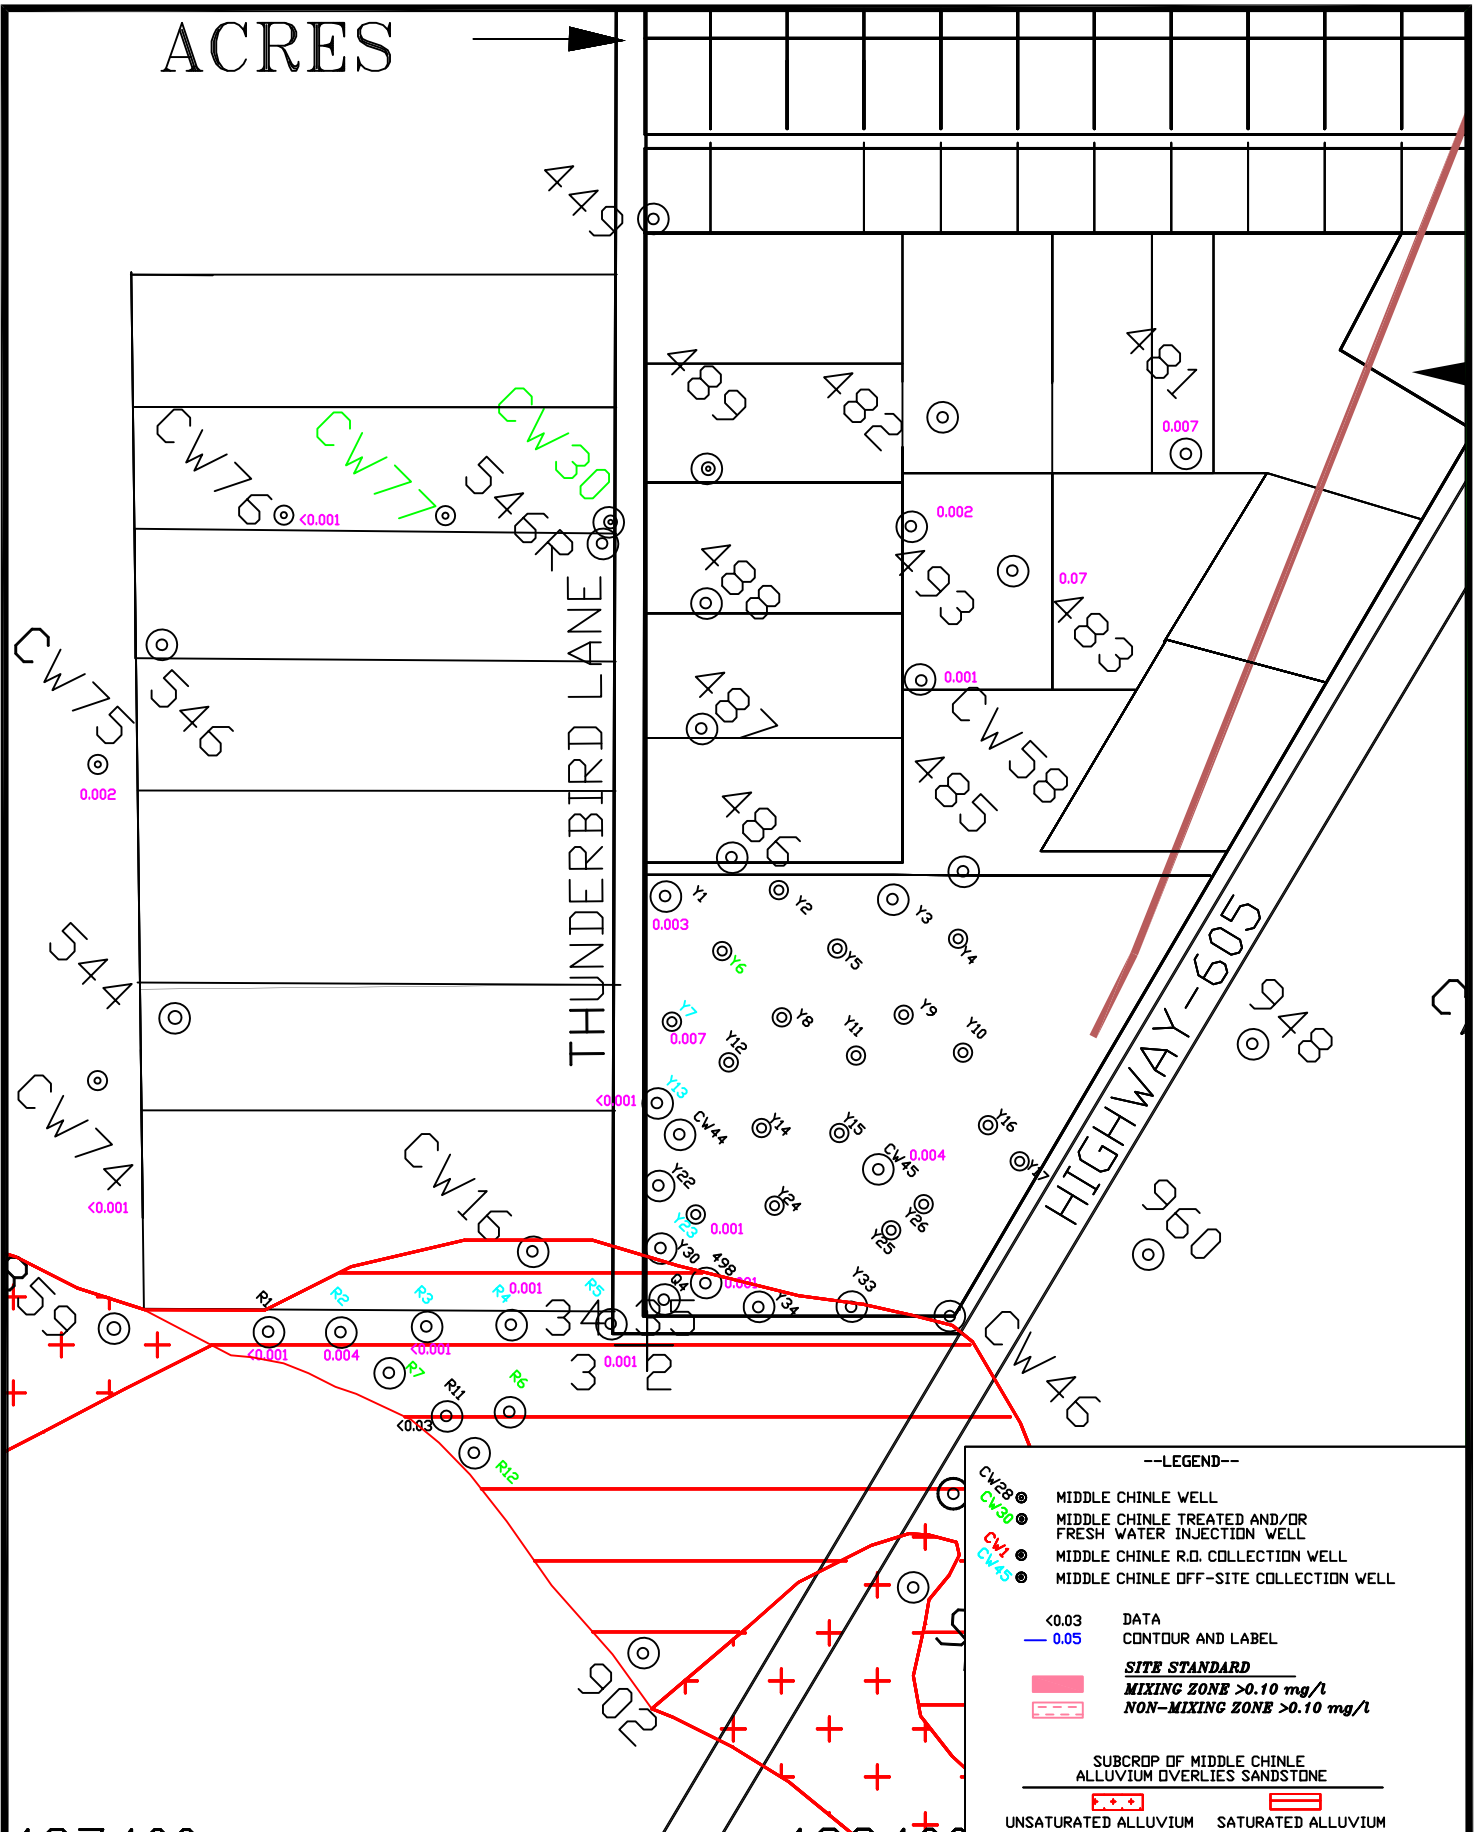 ACRES
449
481
489
482
0.007
CW76
CW77
CW30
546R
<0.001
0.002
493
488
0.07
483
THUNDERBIRD LANE
CW75
546
0.001
487
CW58
0.002
485
486
Y1
Y2
Y3
0.003
Y4
Y5
Y6
544
HIGHWAY-605
948
Y7
Y8
Y9
0.007
Y12
Y11
Y10
CW74
<0.001
Y13
CW44
Y14
Y15
Y16
CW45
0.004
Y17
<0.001
CW16
Y22
Y24
Y26
960
Y23
0.001
Y25
Y30
498
859
R1
R2
R3
R4
0.001
R5
Q4
0.001
Y34
Y33
34
35
<0.001
0.004
<0.001
0.001
3
2
CW46
R7
R6
R11
<0.03
R12
902
--LEGEND--
CW28
MIDDLE CHINLE WELL
CW30
MIDDLE CHINLE TREATED AND/OR
FRESH WATER INJECTION WELL
CW1
MIDDLE CHINLE R.O. COLLECTION WELL
CW45
MIDDLE CHINLE OFF-SITE COLLECTION WELL
<0.03 DATA
0.05 CONTOUR AND LABEL
SITE STANDARD
MIXING ZONE >0.10 mg/l
NON-MIXING ZONE >0.10 mg/l
SUBCROP OF MIDDLE CHINLE
ALLUVIUM OVERLIES SANDSTONE
UNSATURATED ALLUVIUM SATURATED ALLUVIUM